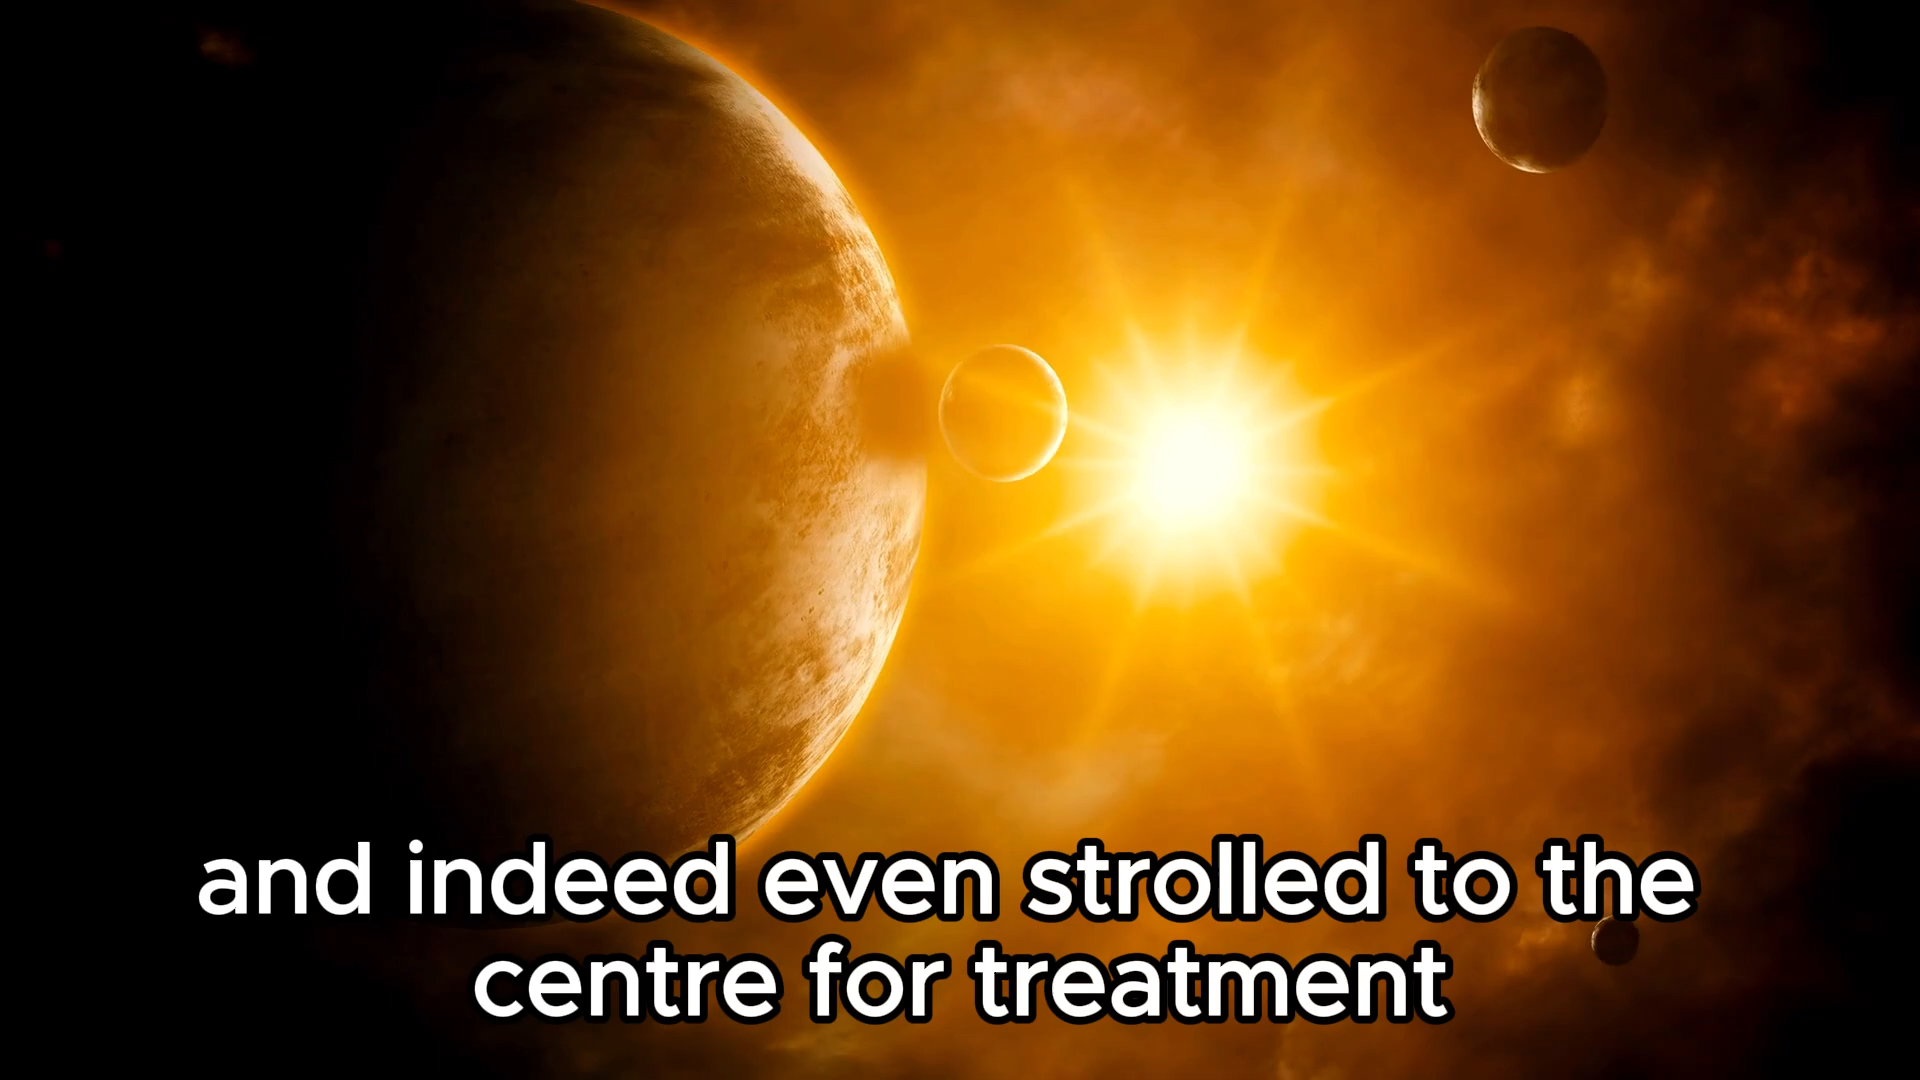 and indeed even strolled to the
centre for treatment